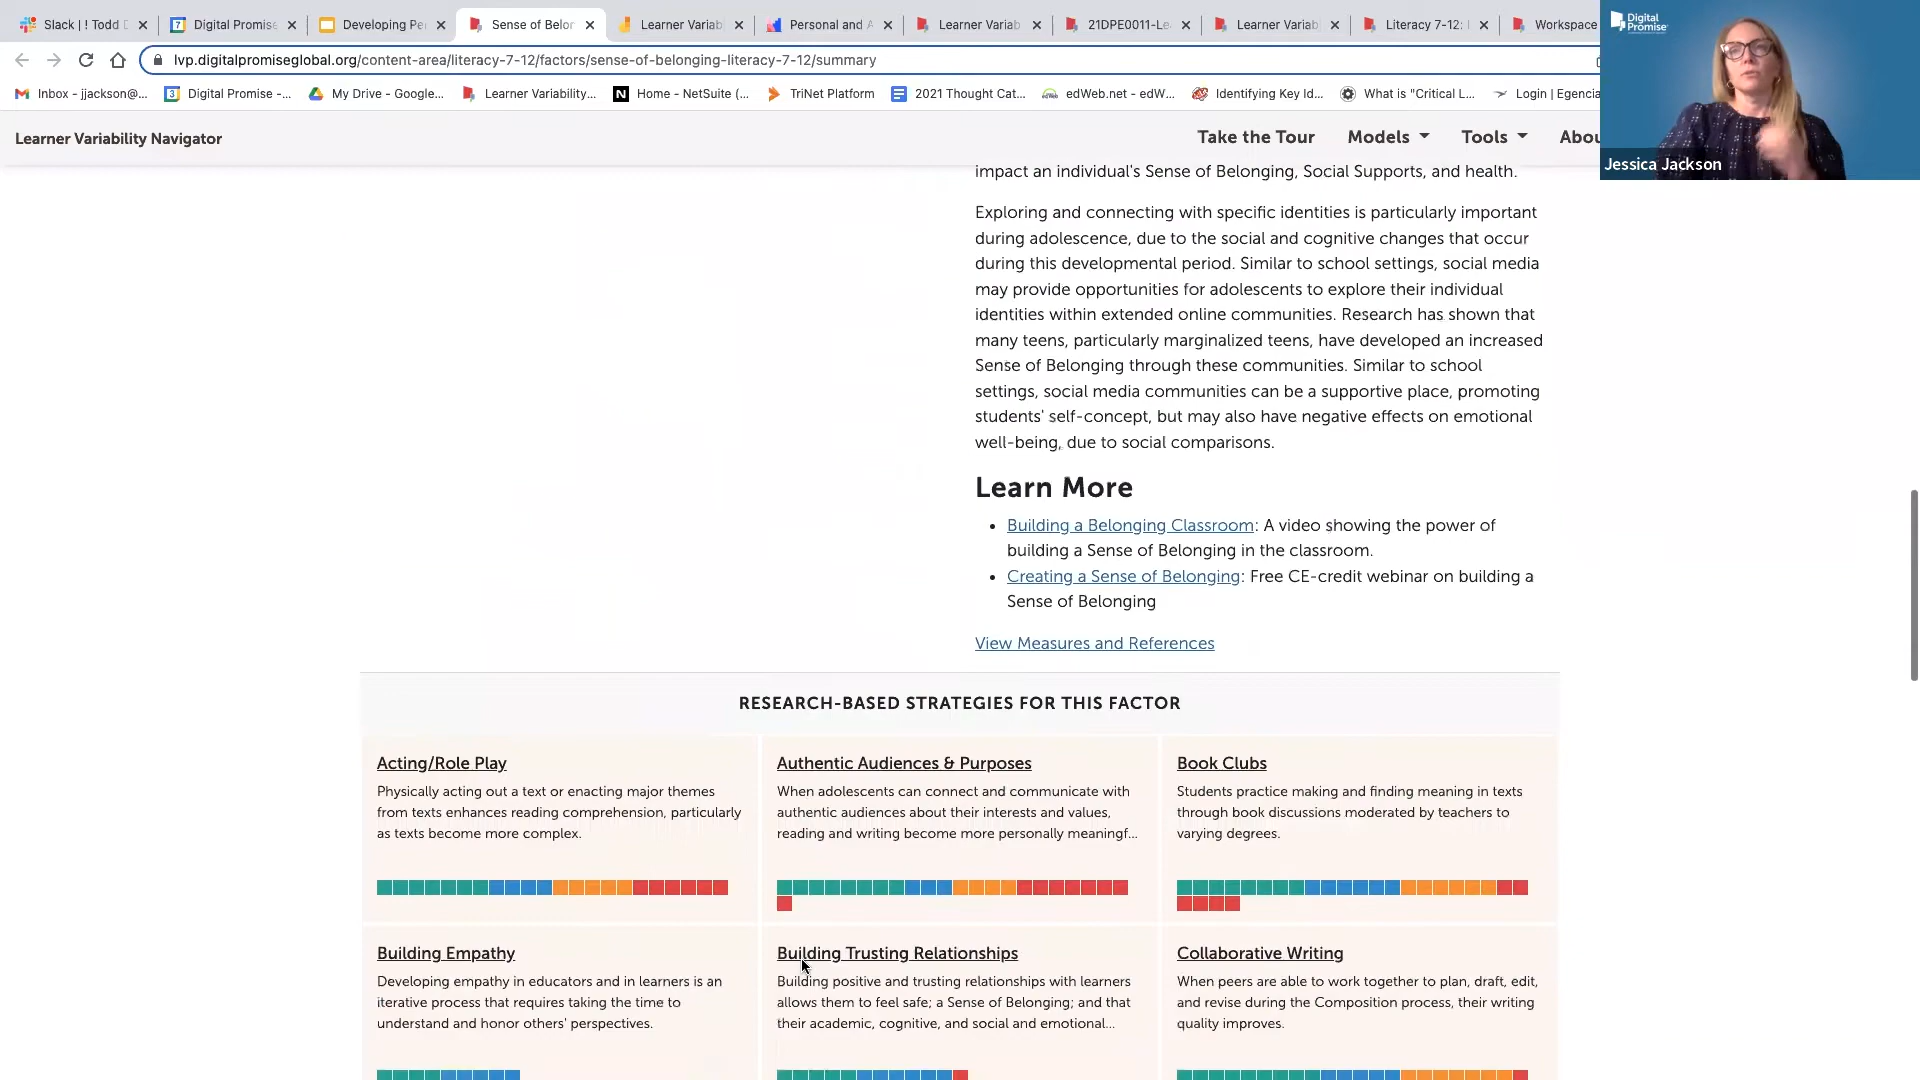 Slack | ! Todd D
Digital Promise
Developing Pe
Sense of Belor
Learner Variab
Personal and A
Learner Variab
21DPE0011-Le
Learner Variab
Literacy 7-12:
Workspace
Digital
Promise
lvp.digitalpromiseglobal.org/content-area/literacy-7-12/factors/sense-of-belonging-literacy-7-12/summary
Inbox - jjackson@...
Digital Promise -...
My Drive - Google...
Learner Variability...
Home - NetSuite (...
TriNet Platform
2021 Thought Cat...
edWeb.net - edW...
Identifying Key Id...
What is "Critical L...
Login | Egencia
Learner Variability Navigator
Take the Tour
Models
Tools
Abou
Jessica Jackson
impact an individual's Sense of Belonging, Social Supports, and health.
Exploring and connecting with specific identities is particularly important
during adolescence, due to the social and cognitive changes that occur
during this developmental period. Similar to school settings, social media
may provide opportunities for adolescents to explore their individual
identities within extended online communities. Research has shown that
many teens, particularly marginalized teens, have developed an increased
Sense of Belonging through these communities. Similar to school
settings, social media communities can be a supportive place, promoting
students' self-concept, but may also have negative effects on emotional
well-being, due to social comparisons.
Learn More
Building a Belonging Classroom: A video showing the power of
building a Sense of Belonging in the classroom.
Creating a Sense of Belonging: Free CE-credit webinar on building a
Sense of Belonging
View Measures and References
RESEARCH-BASED STRATEGIES FOR THIS FACTOR
Acting/Role Play
Physically acting out a text or enacting major themes
from texts enhances reading comprehension, particularly
as texts become more complex.
Authentic Audiences & Purposes
When adolescents can connect and communicate with
authentic audiences about their interests and values,
reading and writing become more personally meaningf...
Book Clubs
Students practice making and finding meaning in texts
through book discussions moderated by teachers to
varying degrees.
Building Empathy
Developing empathy in educators and in learners is an
iterative process that requires taking the time to
understand and honor others' perspectives.
Building Trusting Relationships
Building positive and trusting relationships with learners
allows them to feel safe; a Sense of Belonging; and that
their academic, cognitive, and social and emotional...
Collaborative Writing
When peers are able to work together to plan, draft, edit,
and revise during the Composition process, their writing
quality improves.